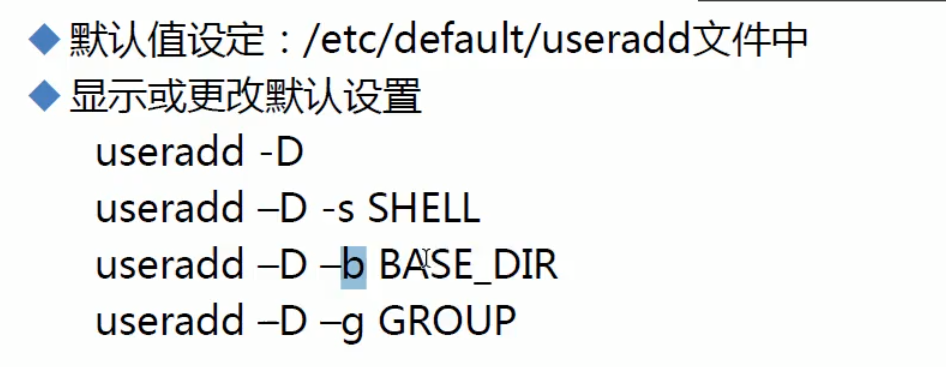 默认值设定：/etc/default/useradd文件中
显示或更改默认设置
useradd -D
useradd –D -s SHELL
useradd –D –b BASE_DIR
useradd –D –g GROUP